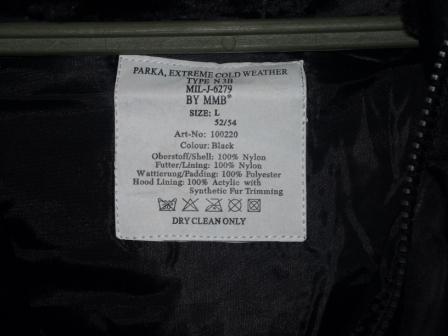 PARKA, EXTREME COLD WEATHER
TYPE N3B
MIL-J-6279
BY MMB®
SIZE: L
52/54
Art-No: 100220
Colour: Black
Oberstoff/Shell: 100% Nylon
Futter/Lining: 100% Nylon
Wattierung/Padding: 100% Polyester
Hood Lining: 100% Acrylic with
Synthetic Fur Trimming
DRY CLEAN ONLY